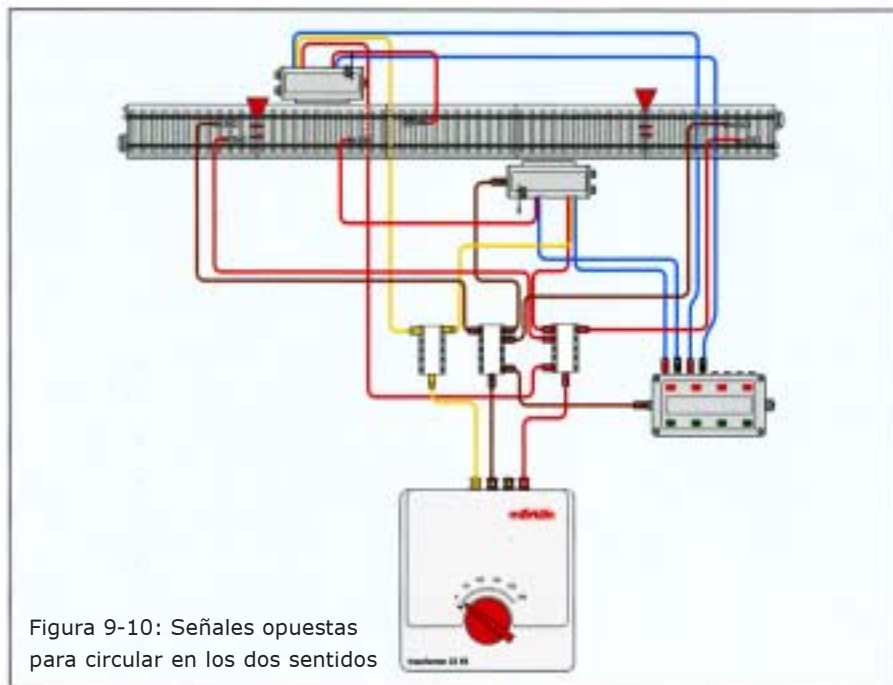 märklin
Figura 9-10: Señales opuestas
para circular en los dos sentidos